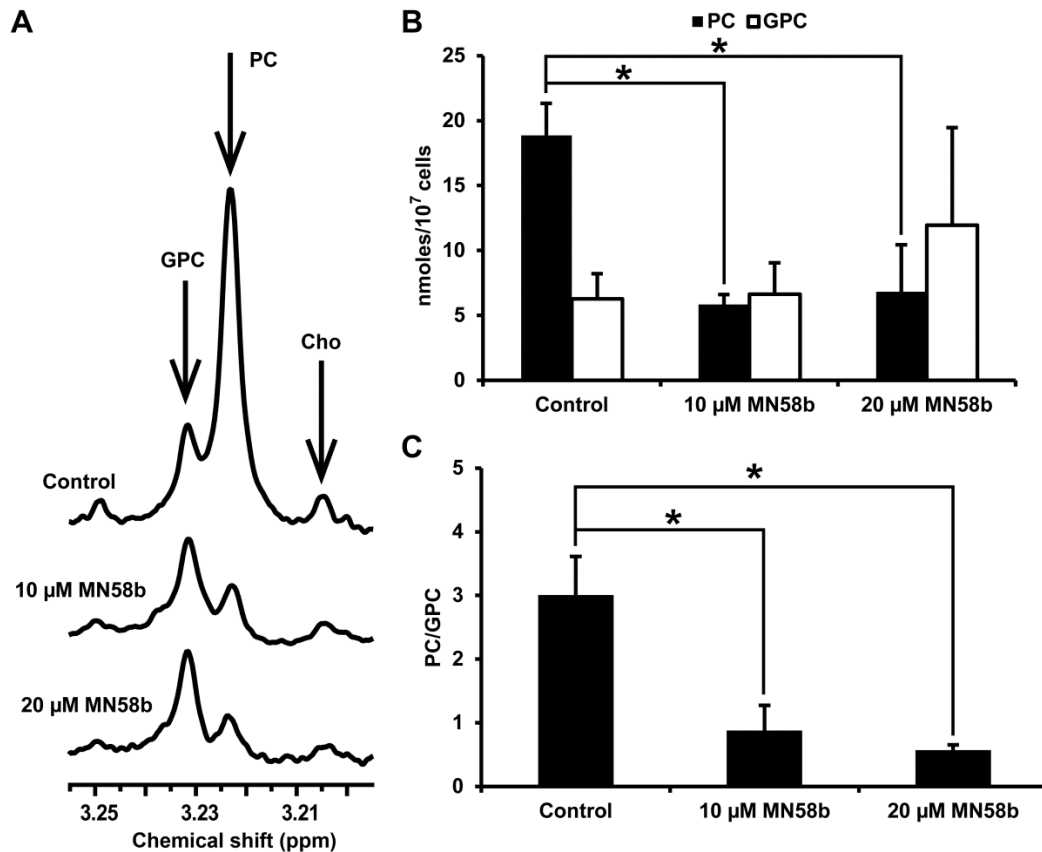 A
PC
GPC
Cho
Control
10 µM MN58b
20 µM MN58b
3.25
3.23
3.21
Chemical shift (ppm)
B
PC GPC
nmoles/10⁷ cells
25
20
15
10
5
0
*
*
Control
10 µM MN58b
20 µM MN58b
C
PC/GPC
5
4
3
2
1
0
*
*
Control
10 µM MN58b
20 µM MN58b